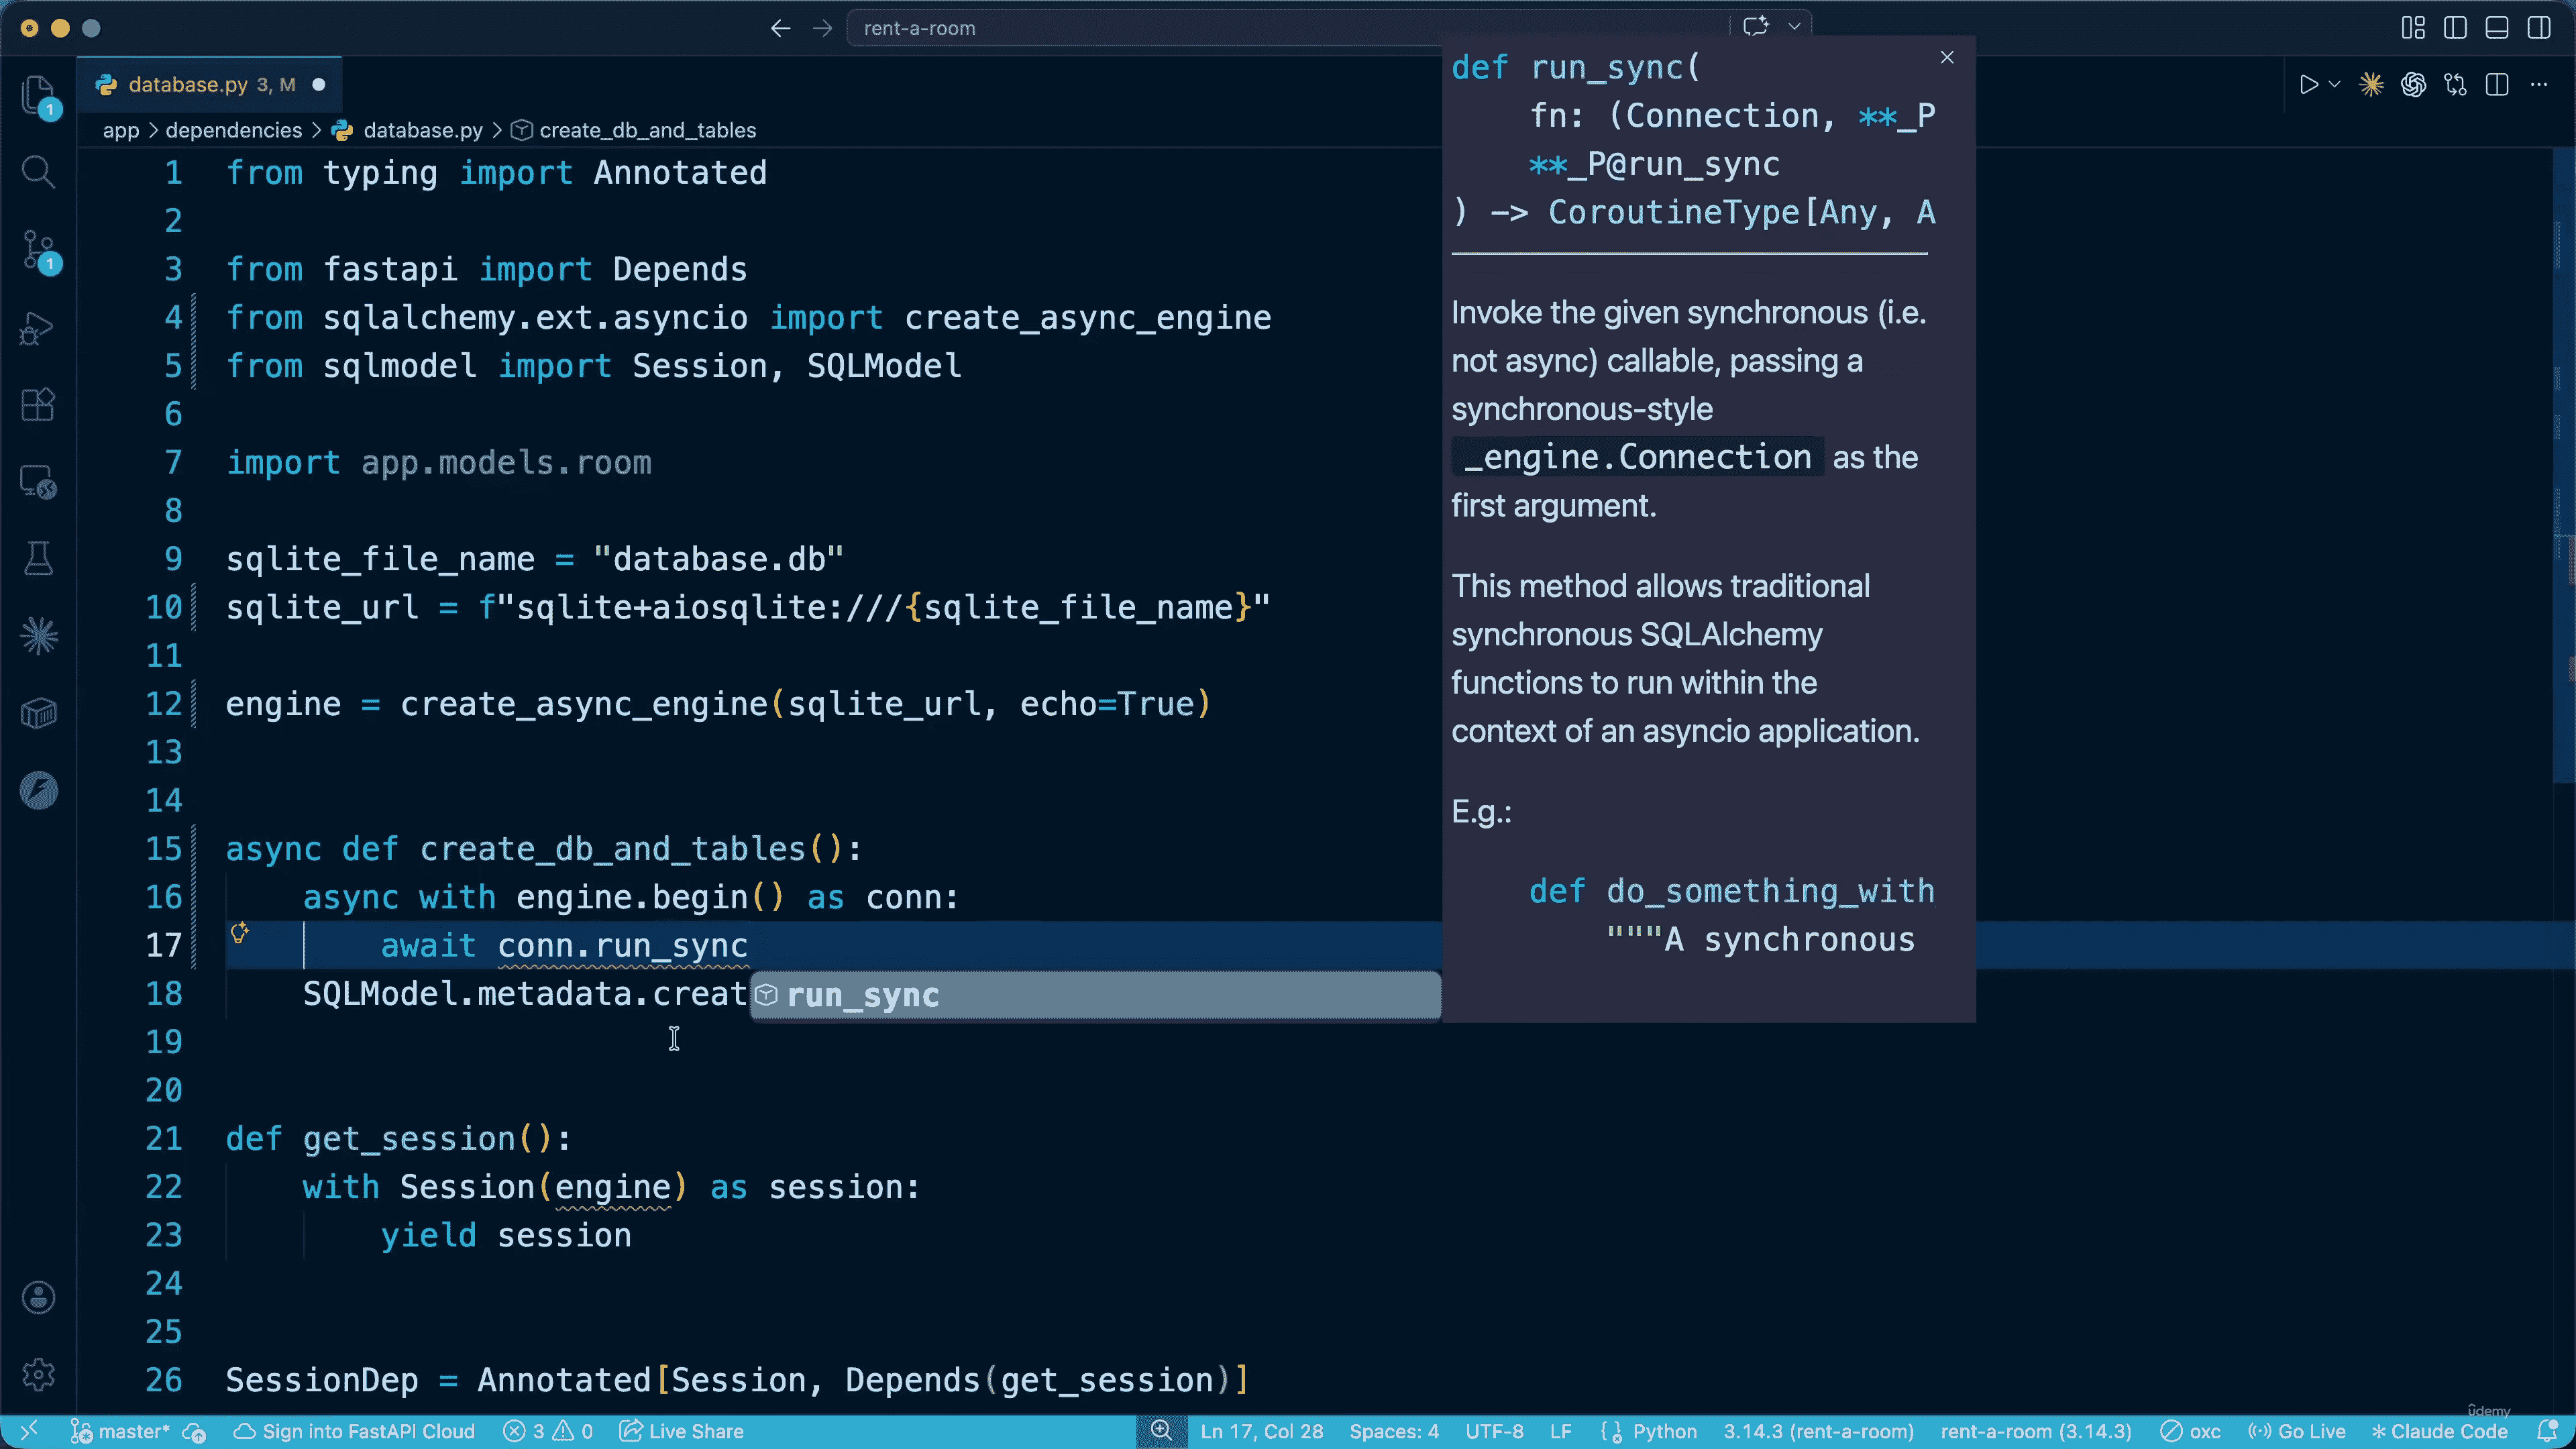 rent-a-room
database.py 3, M
app > dependencies > database.py > create_db_and_tables
1 from typing import Annotated
2
3 from fastapi import Depends
4 from sqlalchemy.ext.asyncio import create_async_engine
5 from sqlmodel import Session, SQLModel
6
7 import app.models.room
8
9 sqlite_file_name = "database.db"
10 sqlite_url = f"sqlite+aiosqlite:///{sqlite_file_name}"
11
12 engine = create_async_engine(sqlite_url, echo=True)
13
14
15 async def create_db_and_tables():
16 async with engine.begin() as conn:
17 await conn.run_sync
18 SQLModel.metadata.creat
run_sync
19
20
21 def get_session():
22 with Session(engine) as session:
23 yield session
24
25
26 SessionDep = Annotated[Session, Depends(get_session)]
def run_sync(
fn: (Connection, **_P
**_P@run_sync
) -> CoroutineType[Any, A
Invoke the given synchronous (i.e.
not async) callable, passing a
synchronous-style
_engine.Connection as the
first argument.
This method allows traditional
synchronous SQLAlchemy
functions to run within the
context of an asyncio application.
E.g.:
def do_something_with
"""A synchronous
1
1
udemy
master* Sign into FastAPI Cloud 3 0 Live Share Ln 17, Col 28 Spaces: 4 UTF-8 LF Python 3.14.3 (rent-a-room) rent-a-room (3.14.3) oxc Go Live Claude Code